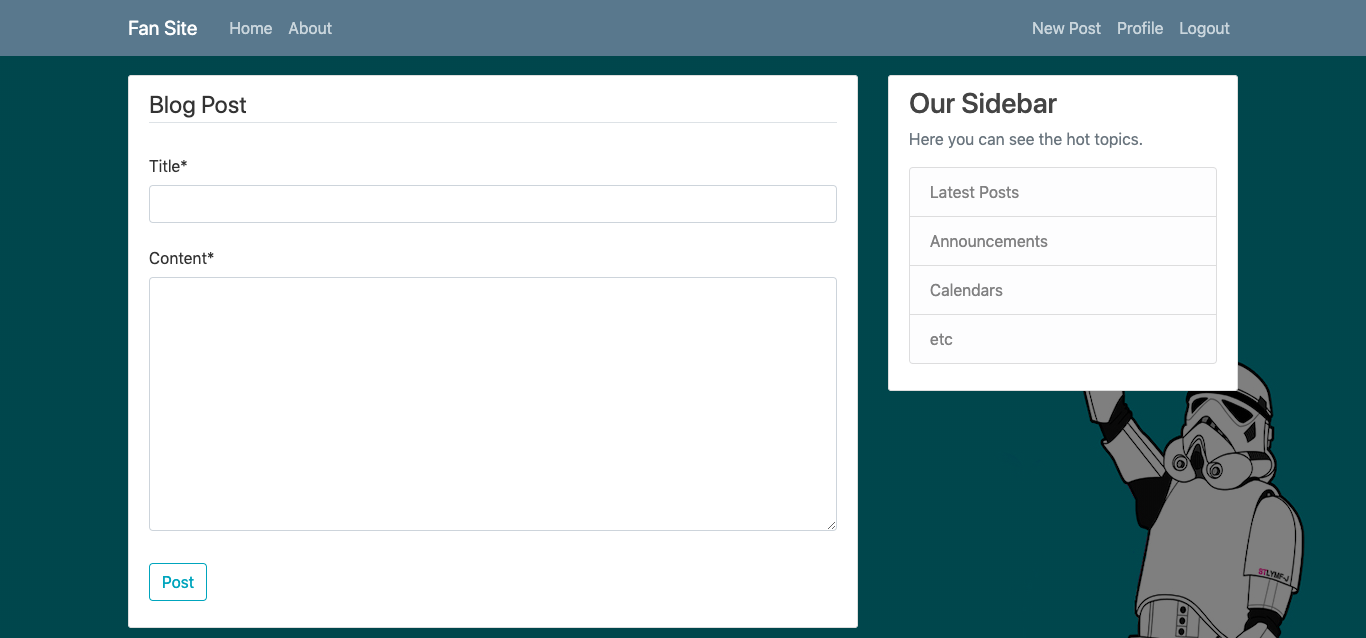 Fan Site Home About New Post Profile Logout
Blog Post
Title*
Content*
Post
Our Sidebar
Here you can see the hot topics.
Latest Posts
Announcements
Calendars
etc
STLYMF-J